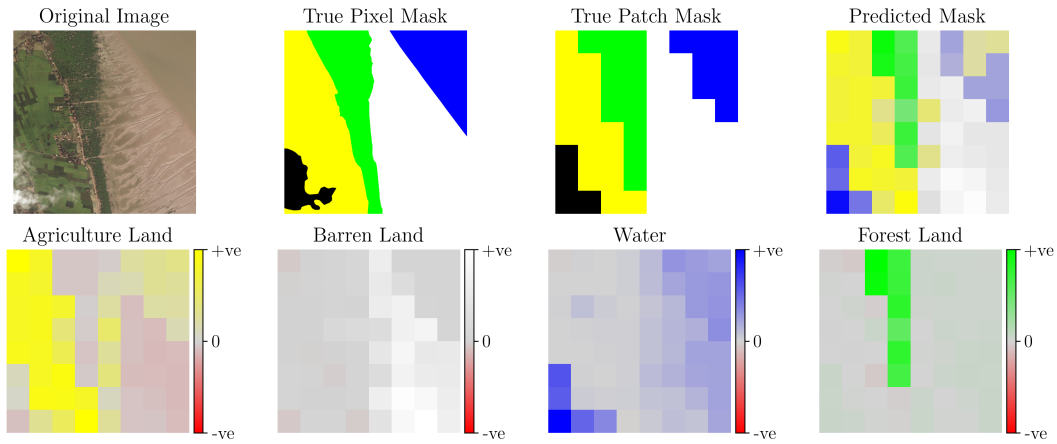 Original Image
True Pixel Mask
True Patch Mask
Predicted Mask
Agriculture Land
Barren Land
Water
Forest Land
+ve
0
-ve
+ve
0
-ve
+ve
0
-ve
+ve
0
-ve